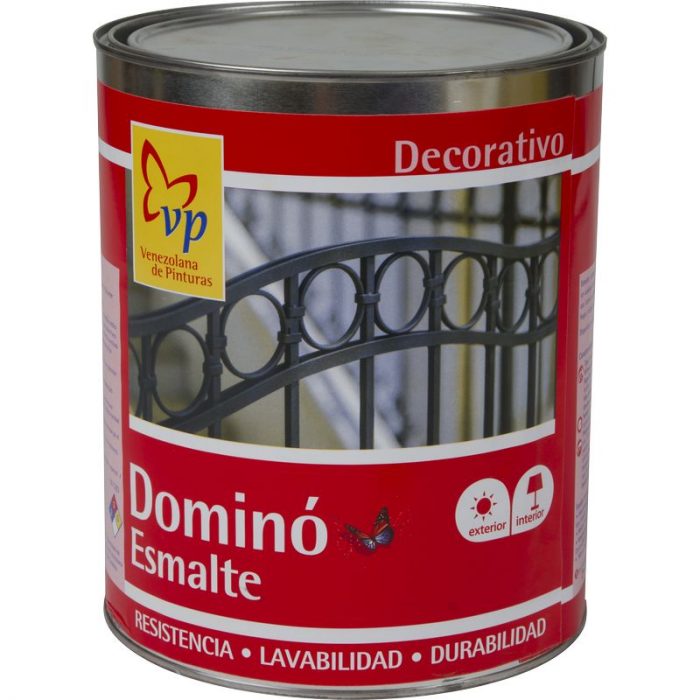 Decorativo
vp
Venezolana
de Pinturas
Dominó
Esmalte
exterior
interior
RESISTENCIA • LAVABILIDAD • DURABILIDAD